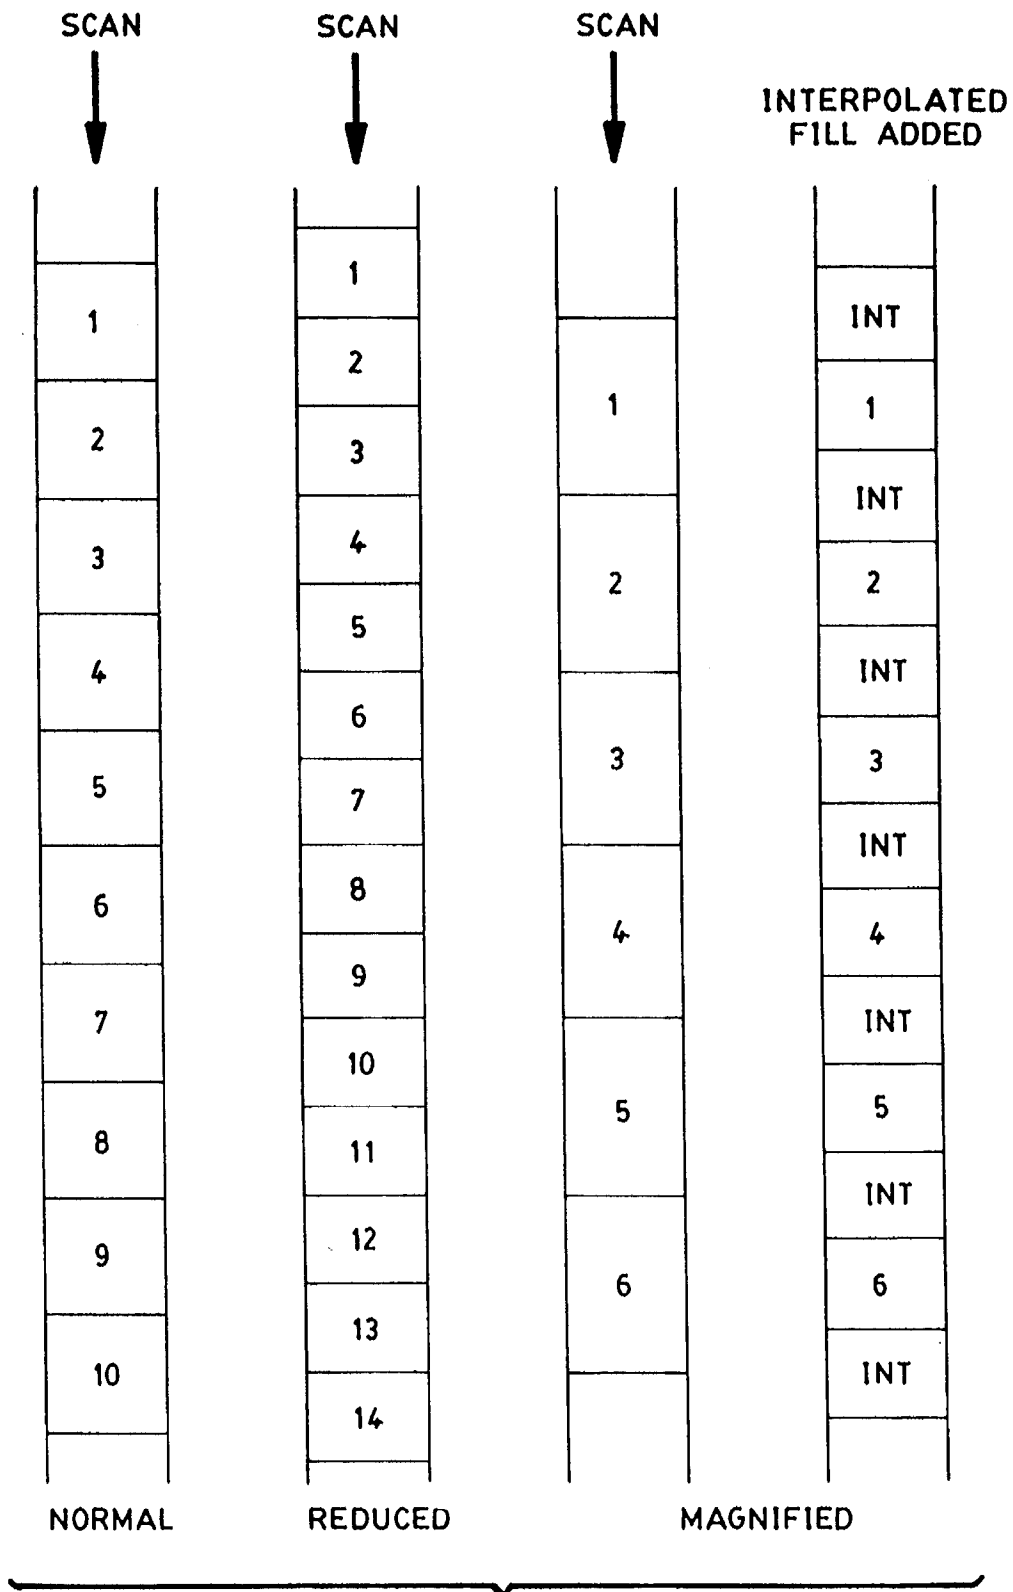 SCAN
SCAN
SCAN
INTERPOLATED
FILL ADDED
1
2
3
4
5
6
7
8
9
10
1
2
3
4
5
6
7
8
9
10
11
12
13
14
1
2
3
4
5
6
INT
1
INT
2
INT
3
INT
4
INT
5
INT
6
INT
NORMAL
REDUCED
MAGNIFIED